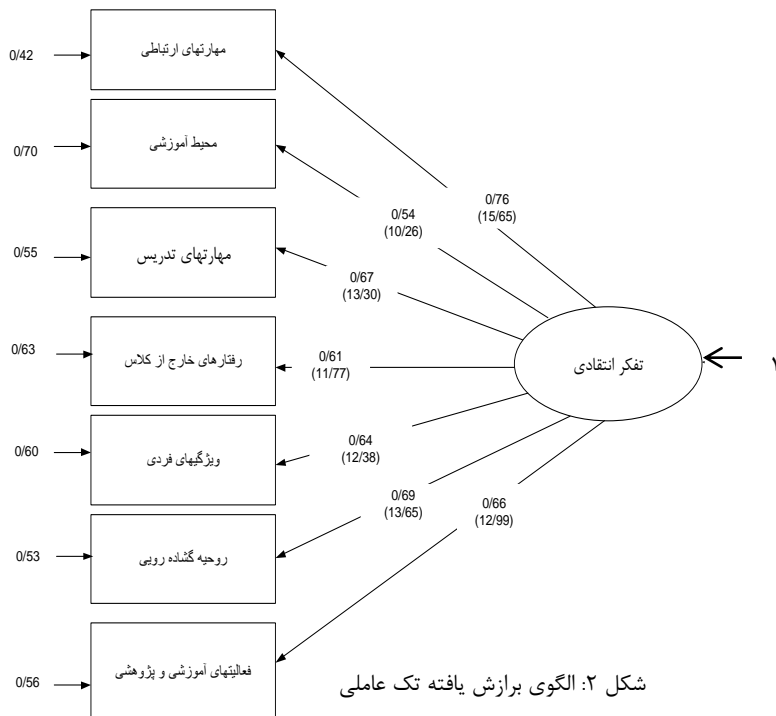 0/42
مهارتهای ارتباطی
0/70
محیط آموزشی
0/76
(15/65)
0/54
(10/26)
0/55
مهارتهای تدریس
0/67
(13/30)
0/63
رفتارهای خارج از کلاس
0/61
(11/77)
تفکر انتقادی
۱
0/60
ویژگیهای فردی
0/64
(12/38)
0/69
(13/65)
0/66
(12/99)
0/53
روحیه گشاده رویی
0/56
فعالیتهای آموزشی و پژوهشی
شکل ۲: الگوی برازش یافته تک عاملی